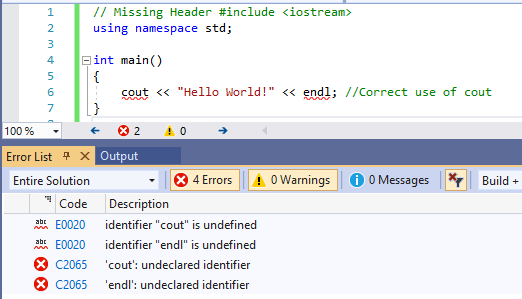 1 // Missing Header #include <iostream>
2 using namespace std;
3
4 int main()
5 {
6 cout << "Hello World!" << endl; //Correct use of cout
7 }
100 % 2 0
Error List Output
Entire Solution 4 Errors 0 Warnings 0 Messages Build +
" Code Description
abc E0020 identifier "cout" is undefined
abc E0020 identifier "endl" is undefined
C2065 'cout': undeclared identifier
C2065 'endl': undeclared identifier